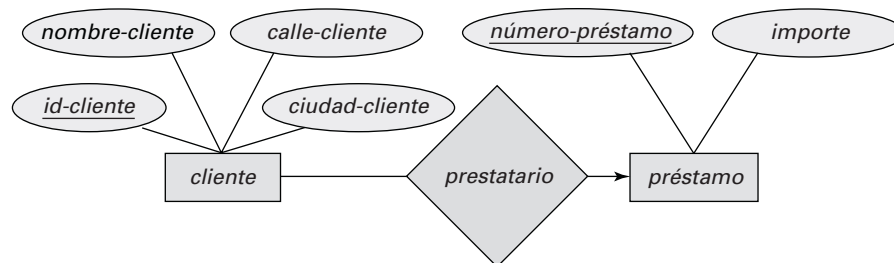 nombre-cliente calle-cliente número-préstamo importe
id-cliente ciudad-cliente
cliente prestatario préstamo